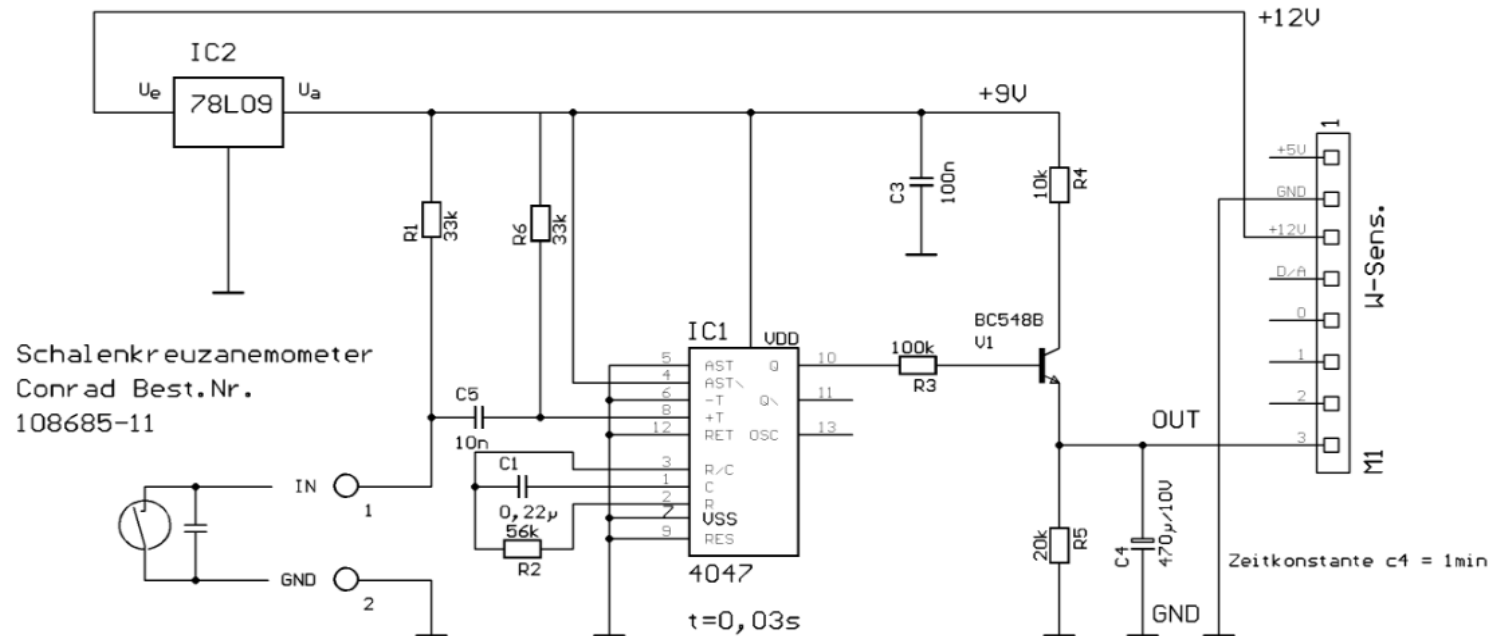 +12V
IC2
Ue
78L09
Ua
+9V
1
+5V
GND
+12V
D/A
0
1
2
3
W-Sens.
M1
R1
33k
R6
33k
C3
100n
10k
R4
Schalenkreuzanemometer
Conrad Best.Nr.
108685-11
IC1
VDD
5
AST
Q
10
4
AST\
6
-T
Q\
11
8
+T
12
RET
OSC
13
3
R/C
1
C
2
R
7
VSS
9
RES
4047
t=0,03s
C5
10n
C1
0,22µ
56k
R2
100k
R3
BC548B
V1
OUT
20k
R5
C4
470µ/10V
GND
Zeitkonstante c4 = 1min
IN
1
GND
2